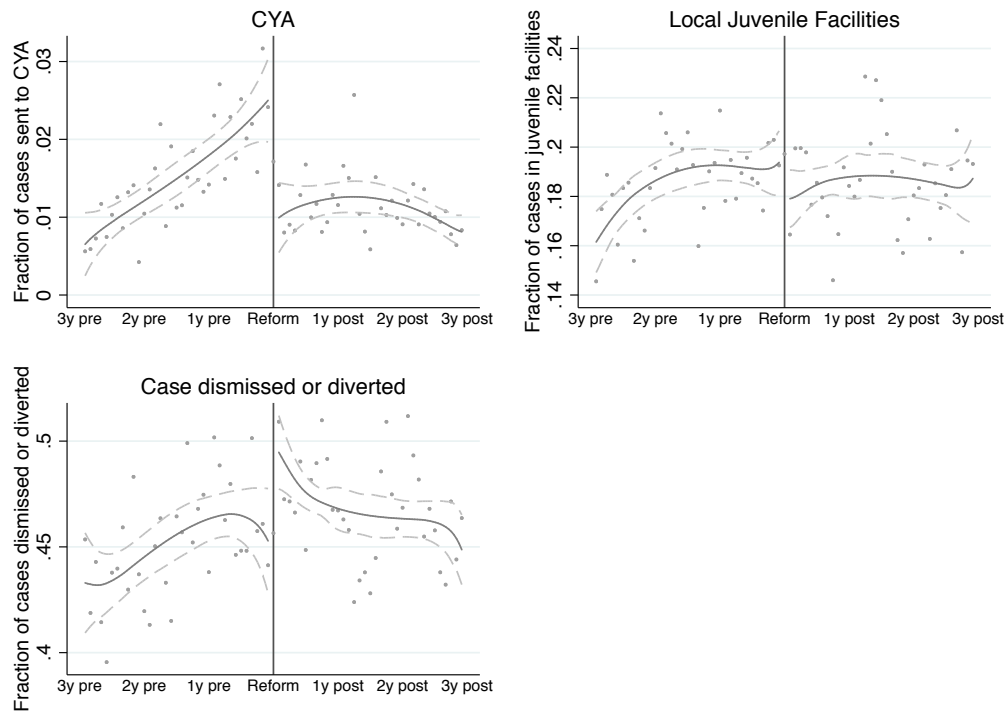 CYA
Fraction of cases sent to CYA
.03
.02
.01
0
3y pre 2y pre 1y pre Reform 1y post 2y post 3y post
Local Juvenile Facilities
Fraction of cases in juvenile facilities
.24
.22
.2
.18
.16
.14
3y pre 2y pre 1y pre Reform 1y post 2y post 3y post
Case dismissed or diverted
Fraction of cases dismissed or diverted
.5
.45
.4
3y pre 2y pre 1y pre Reform 1y post 2y post 3y post